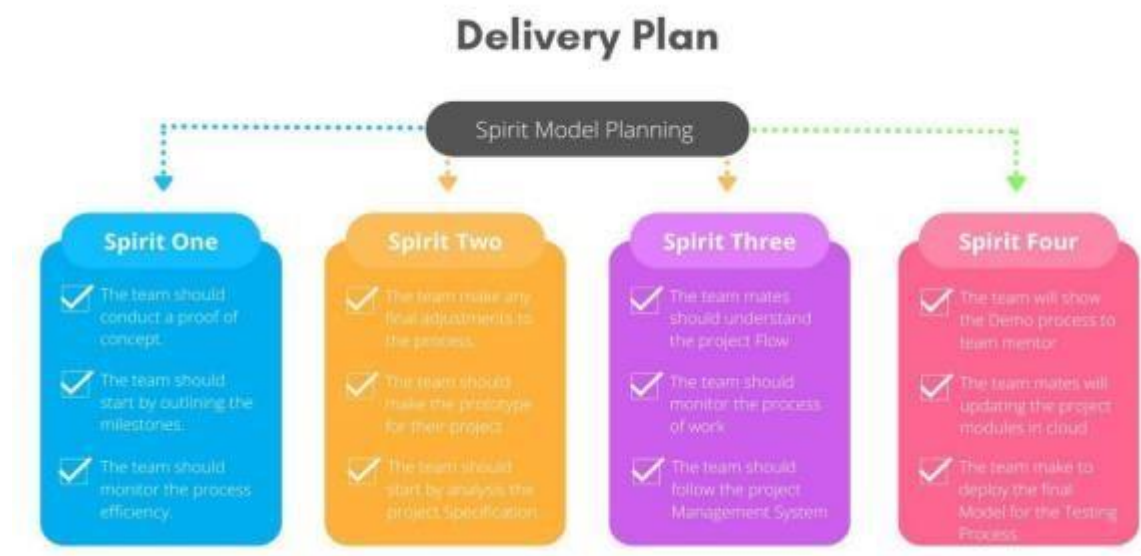 Delivery Plan
Spirit Model Planning
Spirit One
The team should
conduct a proof of
concept.
The team should
start by outlining the
milestories.
The team should
monitor the process
efficiency.
Spirit Two
The team make any
final adjustments to
the process.
The team should
make the prototype
for their project
The team should
start by analysis the
project Specification
Spirit Three
The team mates
should understand
the project Flow
The team should
monitor the process
of work
The team should
follow the project
Management System
Spirit Four
The team will show
the Demo process to
team mentor
The team mates will
updating the project
modules in cloud
The team make to
deploy the final
Model for the Testing
Process